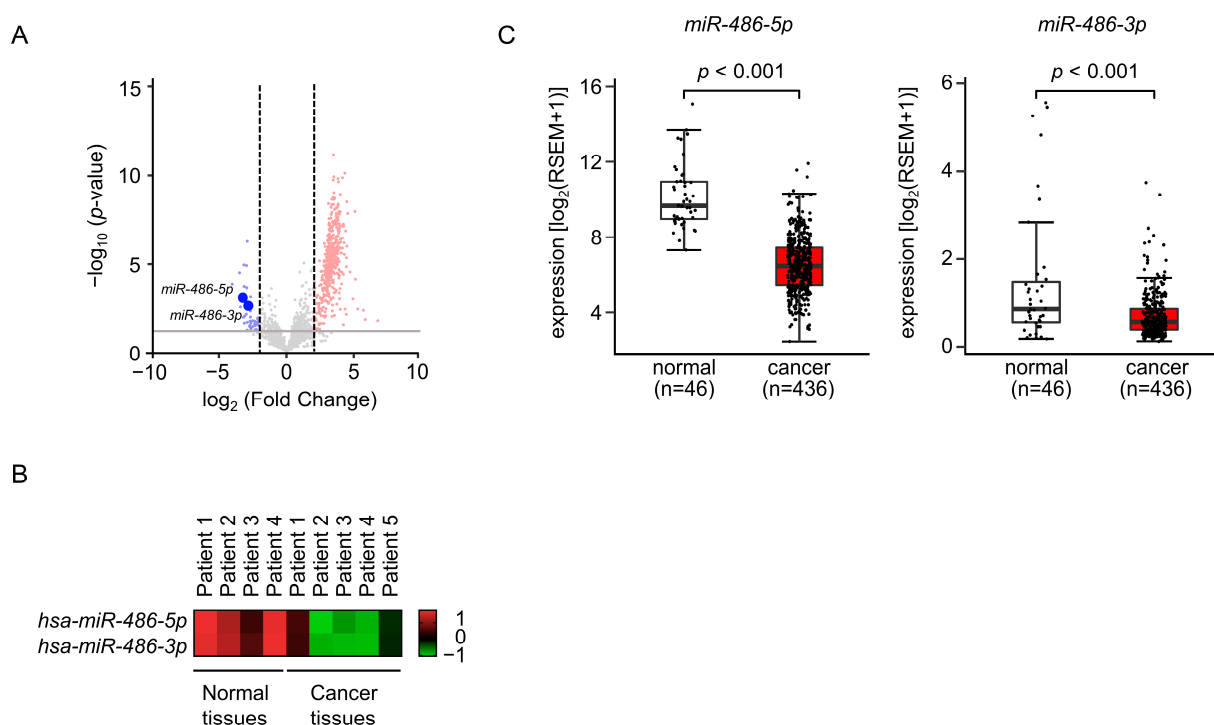 A
15
10
5
0
−log10 (p-value)
miR-486-5p
miR-486-3p
−10
−5
0
5
10
log2 (Fold Change)
C
miR-486-5p
p < 0.001
expression [log2(RSEM+1)]
16
12
8
4
normal
(n=46)
cancer
(n=436)
miR-486-3p
p < 0.001
expression [log2(RSEM+1)]
6
4
2
0
normal
(n=46)
cancer
(n=436)
B
Patient 1
Patient 2
Patient 3
Patient 4
Patient 1
Patient 2
Patient 3
Patient 4
Patient 5
hsa-miR-486-5p
hsa-miR-486-3p
1
0
−1
Normal
tissues
Cancer
tissues